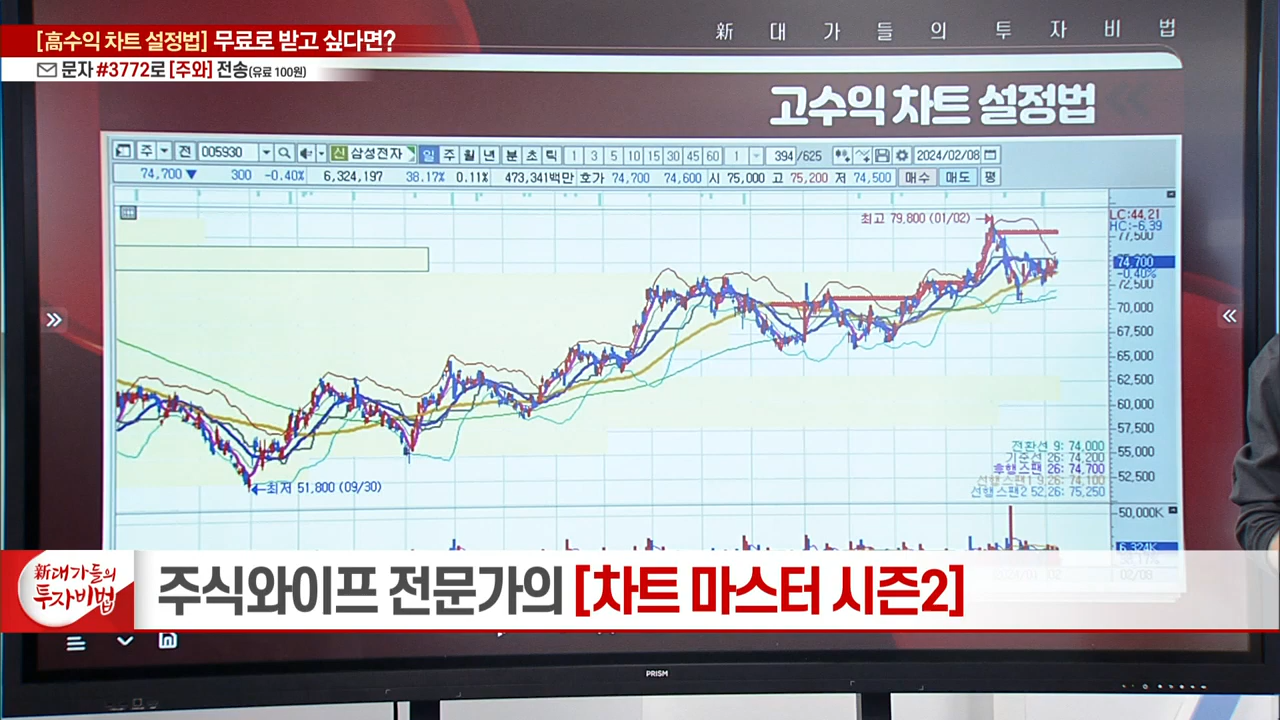 [高수익 차트 설정법] 무료로 받고 싶다면?
문자 #3772로 [주와] 전송(유료 100원)
新 대 가 들 의 투 자 비 법
고수익 차트 설정법
주 전 005930 신 삼성전자 일 주 월 년 분 초 틱 1 3 5 10 15 30 45 60 1 394 /625 2024/02/08
74,700 ▼ 300 -0.40% 6,324,197 38.17% 0.11% 473,341백만 호가 74,700 74,600 시 75,000 고 75,200 저 74,500 매수 매도 평
최고 79,800 (01/02)
LC:44.21
HC:-6.39
77,500
74,700
-0.40%
72,500
70,000
67,500
65,000
62,500
60,000
57,500
55,000
52,500
전환선 9: 74,000
기준선 26: 74,200
후행스팬 26: 74,700
선행스팬1 9,26: 74,100
선행스팬2 52,26: 75,250
최저 51,800 (09/30)
50,000K
6,324K
新대가들의
투자비법
주식와이프 전문가의 [차트 마스터 시즌2]
PRISM